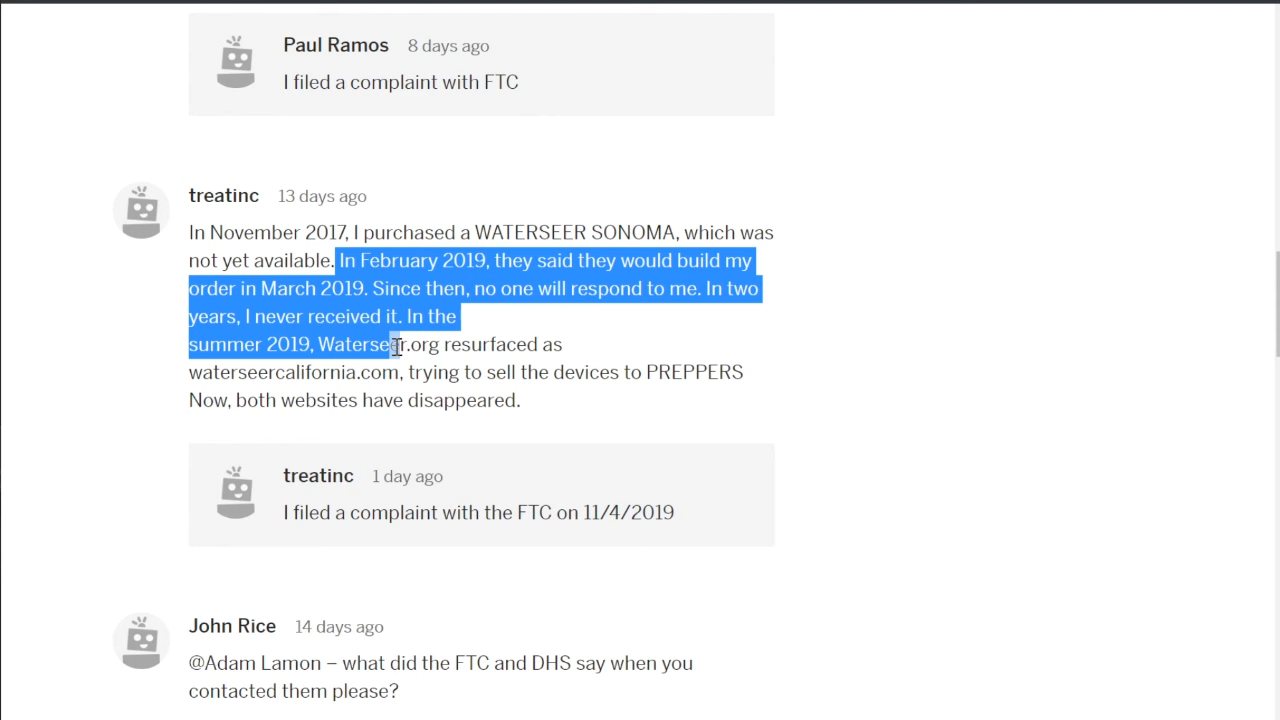 Paul Ramos 8 days ago
I filed a complaint with FTC
treatinc 13 days ago
In November 2017, I purchased a WATERSEER SONOMA, which was
not yet available. In February 2019, they said they would build my
order in March 2019. Since then, no one will respond to me. In two
years, I never received it. In the
summer 2019, Waterseer.org resurfaced as
waterseercalifornia.com, trying to sell the devices to PREPPERS
Now, both websites have disappeared.
treatinc 1 day ago
I filed a complaint with the FTC on 11/4/2019
John Rice 14 days ago
@Adam Lamon – what did the FTC and DHS say when you
contacted them please?